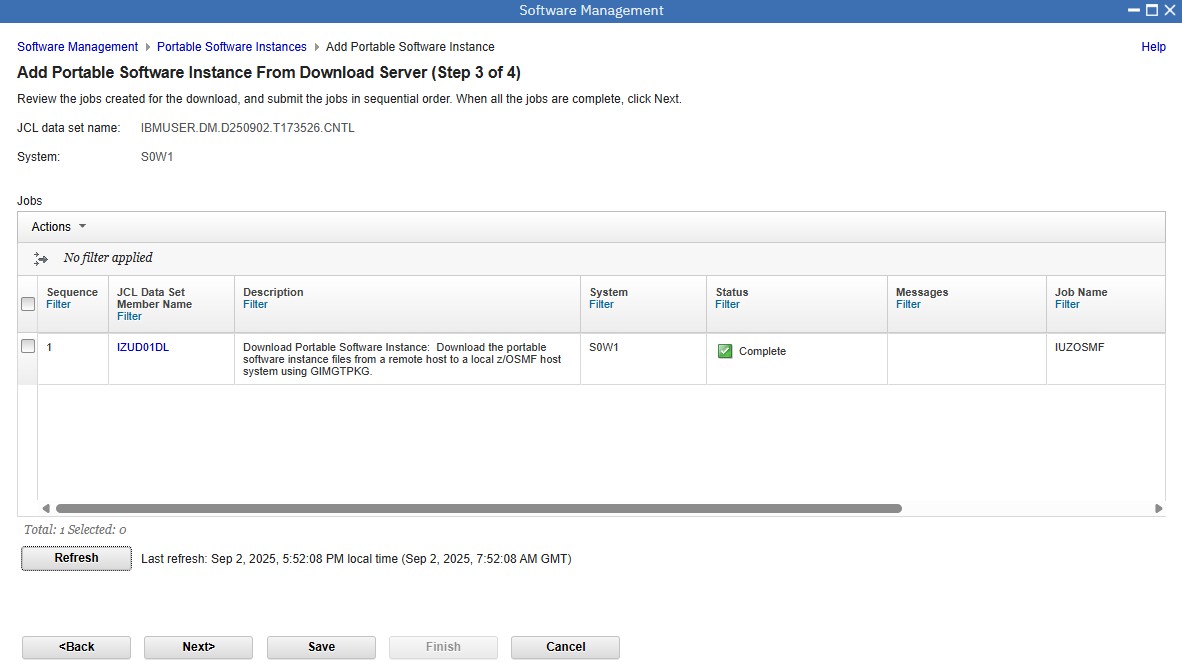 Software Management
Software Management Portable Software Instances Add Portable Software Instance Help
Add Portable Software Instance From Download Server (Step 3 of 4)
Review the jobs created for the download, and submit the jobs in sequential order. When all the jobs are complete, click Next.
JCL data set name: IBMUSER.DM.D250902.T173526.CNTL
System: S0W1
Jobs
Actions
No filter applied
Sequence
Filter
JCL Data Set
Member Name
Filter
Description
Filter
System
Filter
Status
Filter
Messages
Filter
Job Name
Filter
1
IZUD01DL
Download Portable Software Instance: Download the portable
software instance files from a remote host to a local z/OSMF host
system using GIMGTPKG.
S0W1
Complete
IUZOSMF
Total: 1 Selected: 0
Refresh Last refresh: Sep 2, 2025, 5:52:08 PM local time (Sep 2, 2025, 7:52:08 AM GMT)
<Back Next> Save Finish Cancel